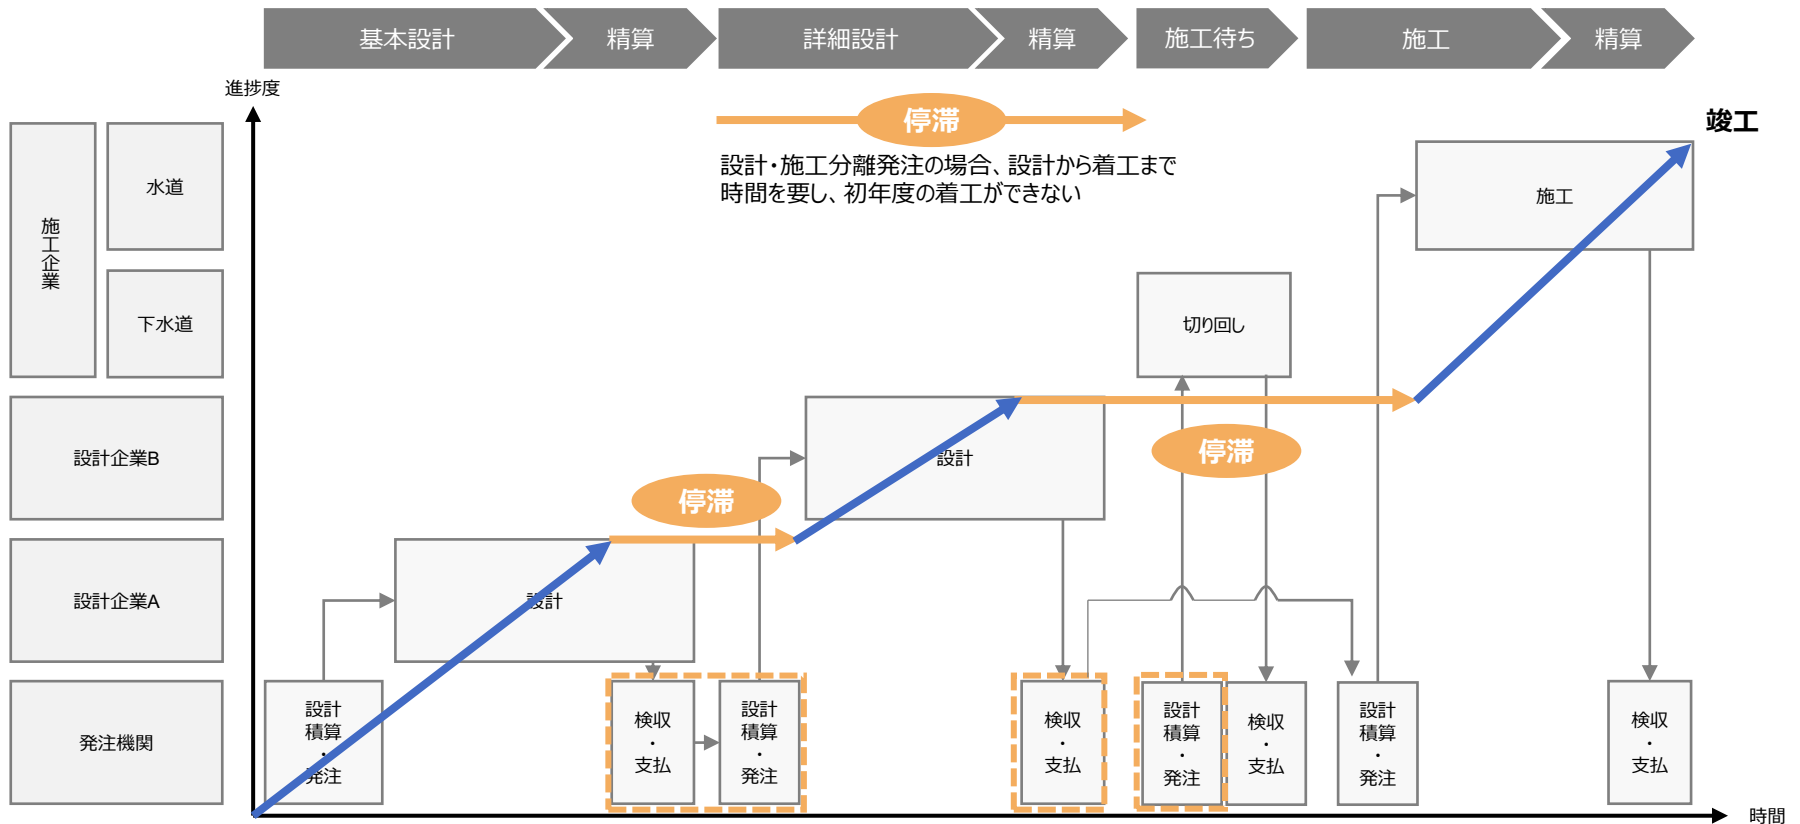 基本設計
精算
詳細設計
精算
施工待ち
施工
精算
進捗度
停滞
設計・施工分離発注の場合、設計から着工まで
時間を要し、初年度の着工ができない
竣工
施工企業
水道
下水道
施工
切り回し
設計企業B
設計
停滞
停滞
設計企業A
設計
発注機関
設計
積算
・
発注
検収
・
支払
設計
積算
・
発注
検収
・
支払
設計
積算
・
発注
検収
・
支払
設計
積算
・
発注
検収
・
支払
時間